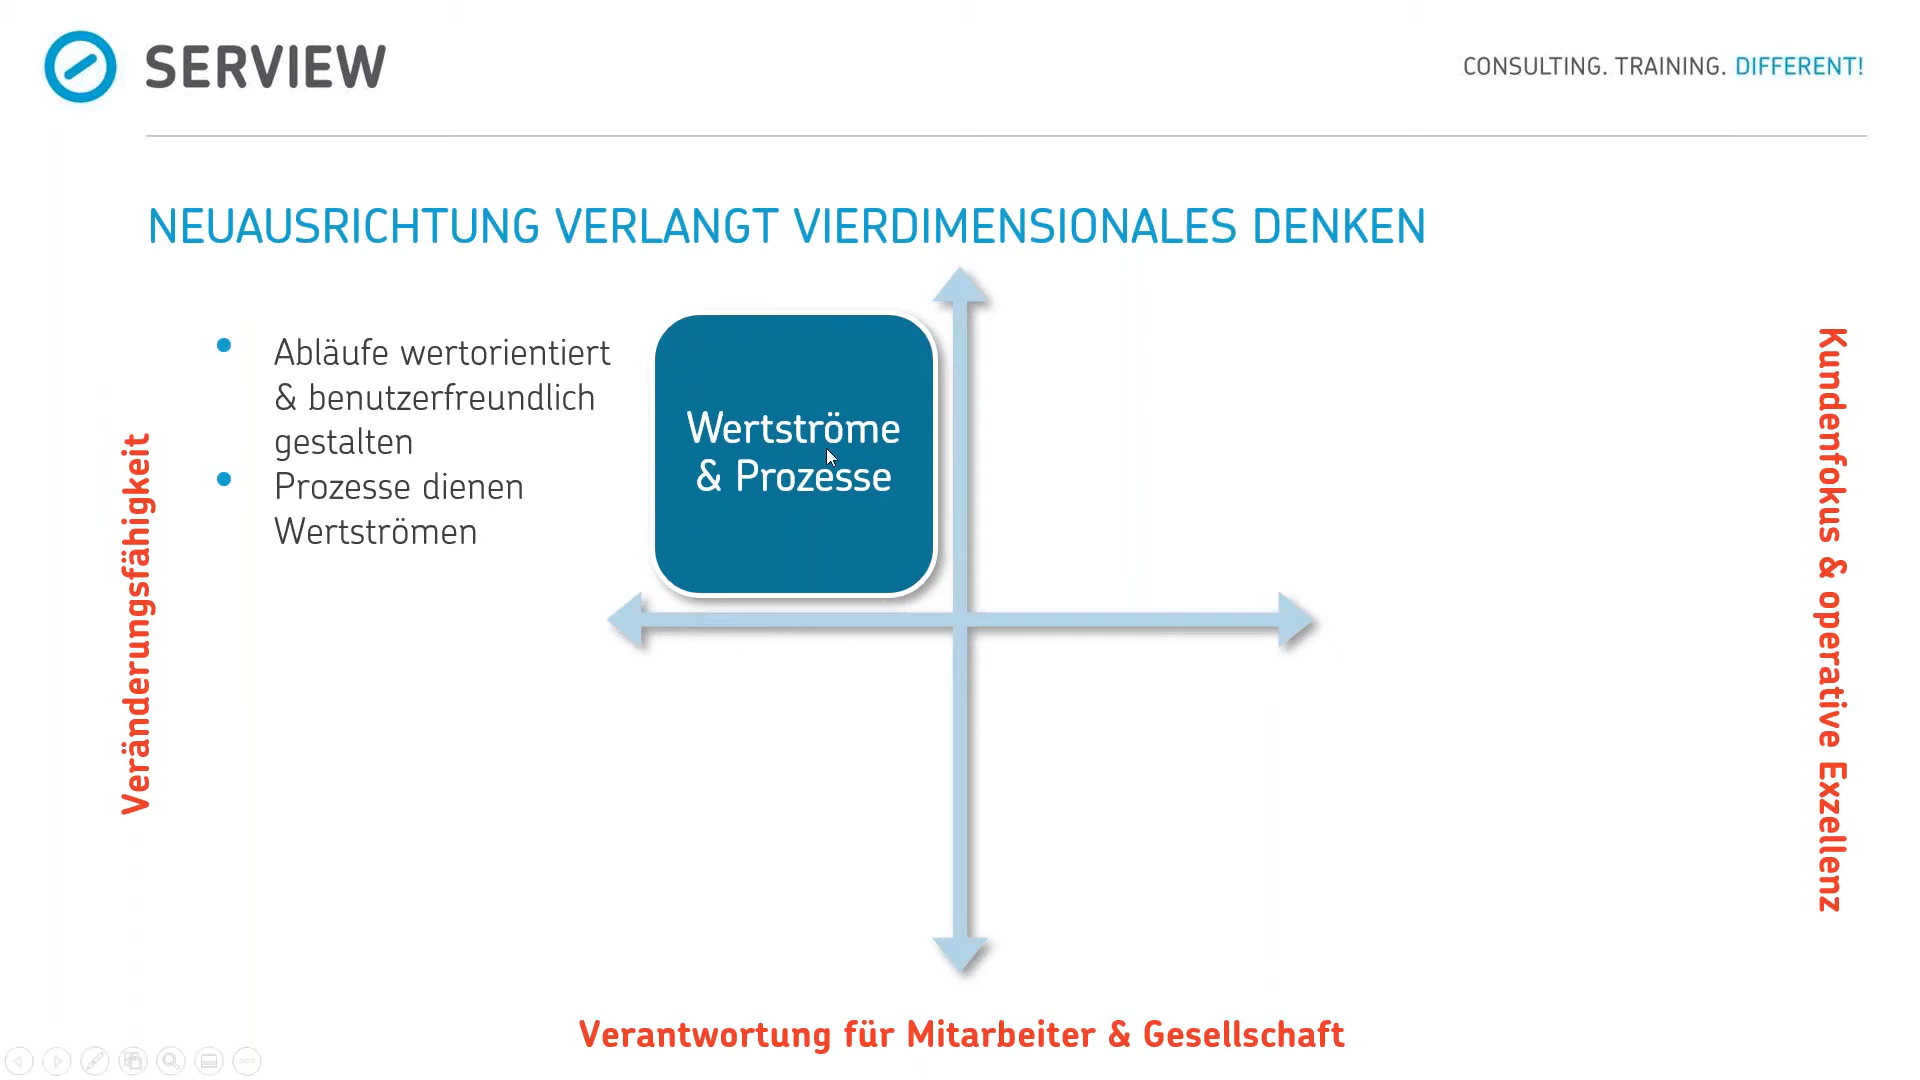 SERVIEW
CONSULTING. TRAINING. DIFFERENT!
NEUAUSRICHTUNG VERLANGT VIERDIMENSIONALES DENKEN
Abläufe wertorientiert
& benutzerfreundlich
gestalten
Prozesse dienen
Wertströmen
Wertströme
& Prozesse
Veränderungsfähigkeit
Kundenfokus & operative Exzellenz
Verantwortung für Mitarbeiter & Gesellschaft